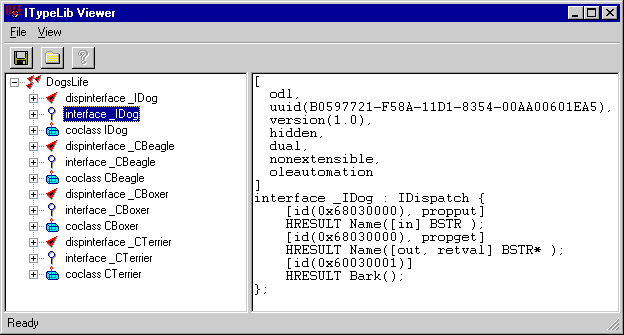 ITypeLib Viewer
File View
DogsLife
dispinterface _IDog
interface _IDog
coclass IDog
dispinterface _CBeagle
interface _CBeagle
coclass CBeagle
dispinterface _CBoxer
interface _CBoxer
coclass CBoxer
dispinterface _CTerrier
interface _CTerrier
coclass CTerrier
[
  odl,
  uuid(B0597721-F58A-11D1-8354-00AA00601EA5),
  version(1.0),
  hidden,
  dual,
  nonextensible,
  oleautomation
]
interface _IDog : IDispatch {
    [id(0x68030000), propput]
    HRESULT Name([in] BSTR );
    [id(0x68030000), propget]
    HRESULT Name([out, retval] BSTR* );
    [id(0x60030001)]
    HRESULT Bark();
};
Ready